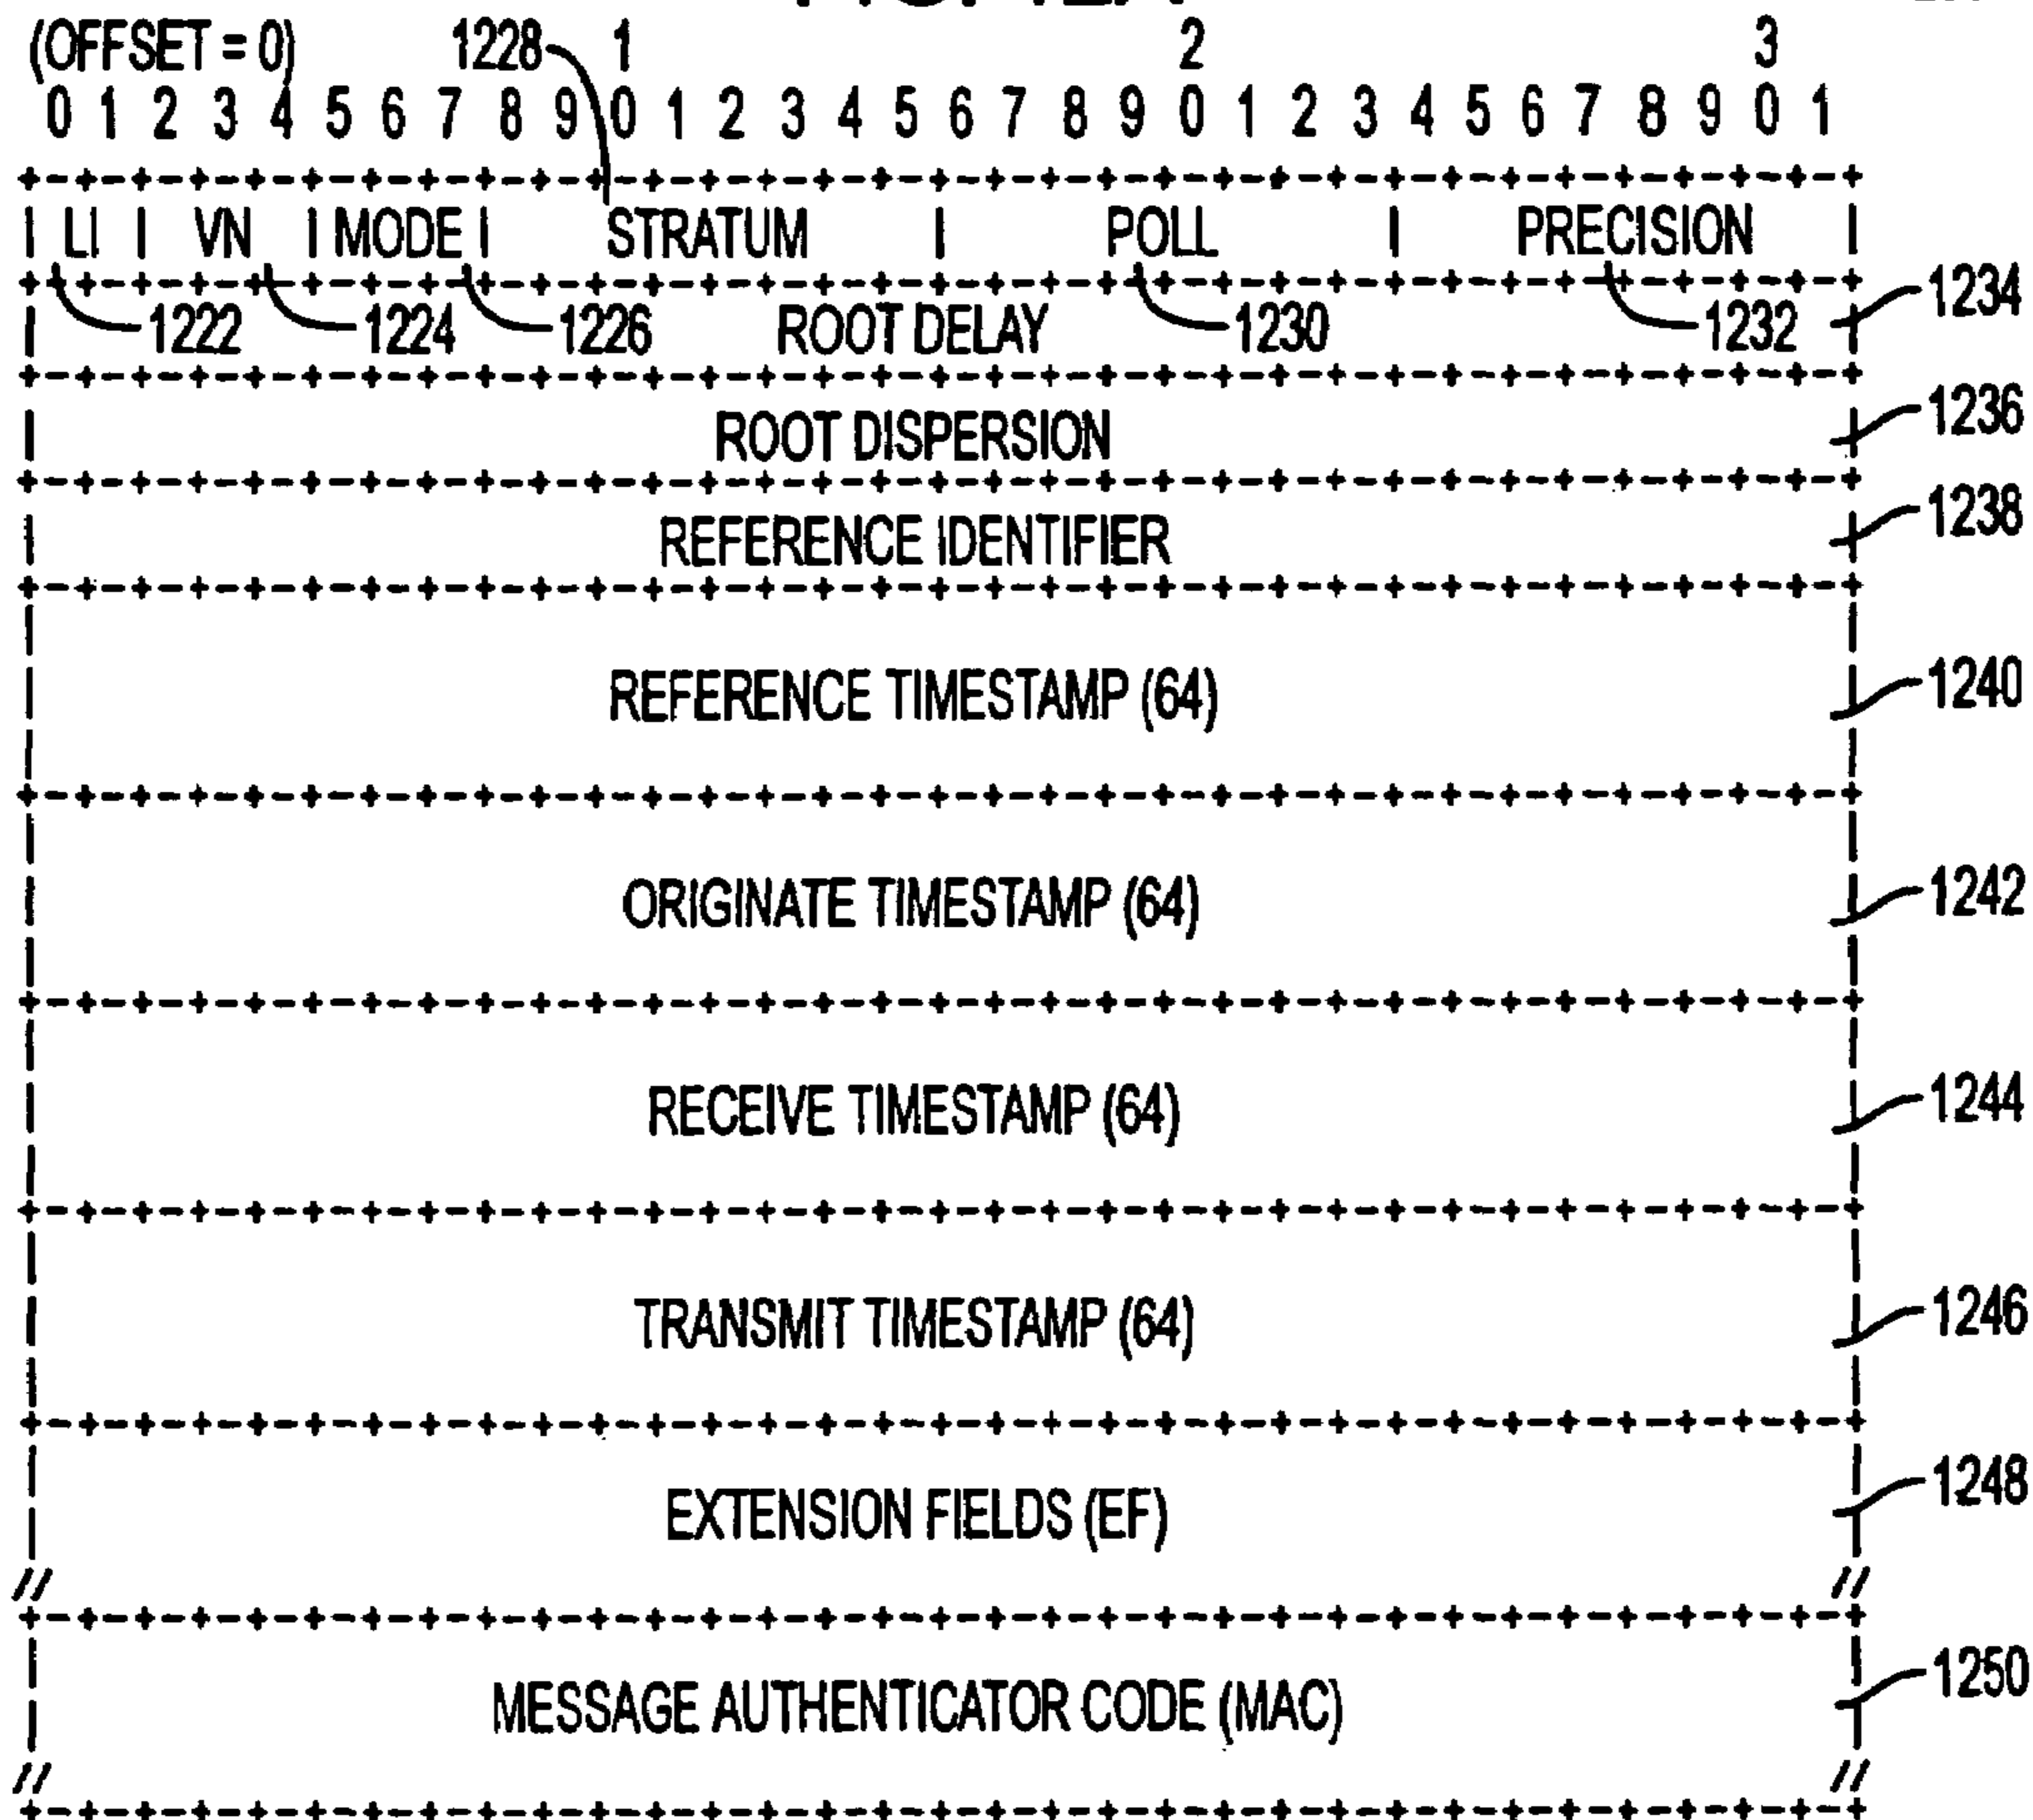 (OFFSET = 0) 1228 1 2 3
0 1 2 3 4 5 6 7 8 9 0 1 2 3 4 5 6 7 8 9 0 1 2 3 4 5 6 7 8 9 0 1
+-+-+-+-+-+-+-+-+-+-+-+-+-+-+-+-+-+-+-+-+-+-+-+-+-+-+-+-+-+-+-+-+
| LI | VN | MODE | STRATUM | POLL | PRECISION |
+-+-+-+-+-+-+-+-+-+-+-+-+-+-+-+-+-+-+-+-+-+-+-+-+-+-+-+-+-+-+-+-+
| 1222 1224 1226 ROOT DELAY 1230 1232 | 1234
+-+-+-+-+-+-+-+-+-+-+-+-+-+-+-+-+-+-+-+-+-+-+-+-+-+-+-+-+-+-+-+-+
| ROOT DISPERSION | 1236
+-+-+-+-+-+-+-+-+-+-+-+-+-+-+-+-+-+-+-+-+-+-+-+-+-+-+-+-+-+-+-+-+
| REFERENCE IDENTIFIER | 1238
+-+-+-+-+-+-+-+-+-+-+-+-+-+-+-+-+-+-+-+-+-+-+-+-+-+-+-+-+-+-+-+-+
| REFERENCE TIMESTAMP (64) | 1240
+-+-+-+-+-+-+-+-+-+-+-+-+-+-+-+-+-+-+-+-+-+-+-+-+-+-+-+-+-+-+-+-+
| ORIGINATE TIMESTAMP (64) | 1242
+-+-+-+-+-+-+-+-+-+-+-+-+-+-+-+-+-+-+-+-+-+-+-+-+-+-+-+-+-+-+-+-+
| RECEIVE TIMESTAMP (64) | 1244
+-+-+-+-+-+-+-+-+-+-+-+-+-+-+-+-+-+-+-+-+-+-+-+-+-+-+-+-+-+-+-+-+
| TRANSMIT TIMESTAMP (64) | 1246
+-+-+-+-+-+-+-+-+-+-+-+-+-+-+-+-+-+-+-+-+-+-+-+-+-+-+-+-+-+-+-+-+
| EXTENSION FIELDS (EF) | 1248
// //
+-+-+-+-+-+-+-+-+-+-+-+-+-+-+-+-+-+-+-+-+-+-+-+-+-+-+-+-+-+-+-+-+
| MESSAGE AUTHENTICATOR CODE (MAC) | 1250
// //
+-+-+-+-+-+-+-+-+-+-+-+-+-+-+-+-+-+-+-+-+-+-+-+-+-+-+-+-+-+-+-+-+